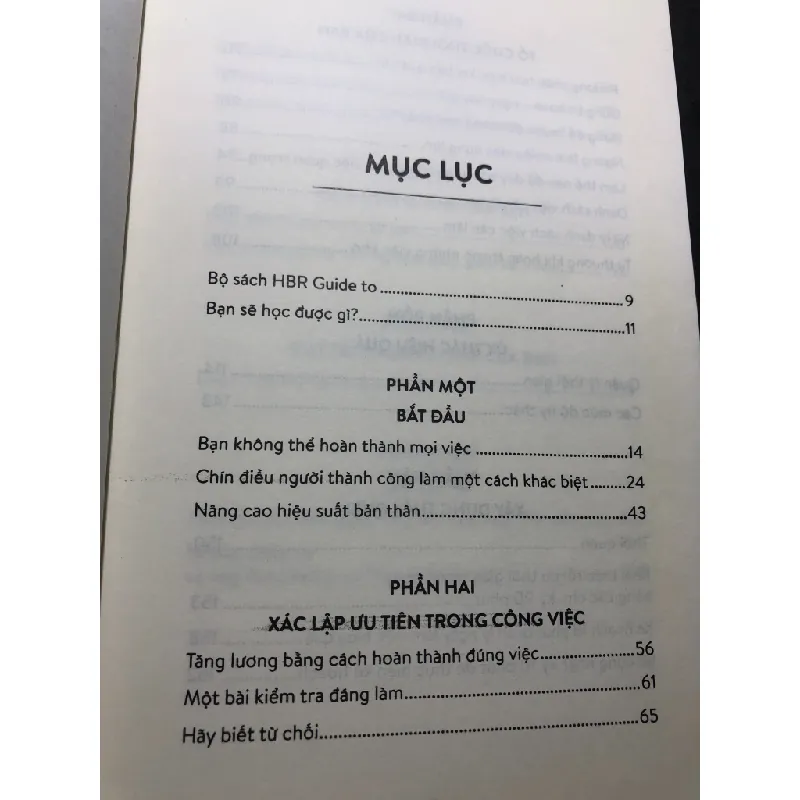 MỤC LỤC
Bộ sách HBR Guide to....................9
Bạn sẽ học được gì?....................11
PHẦN MỘT
BẮT ĐẦU
Bạn không thể hoàn thành mọi việc....................14
Chín điều người thành công làm một cách khác biệt.........24
Nâng cao hiệu suất bản thân....................43
PHẦN HAI
XÁC LẬP ƯU TIÊN TRONG CÔNG VIỆC
Tăng lương bằng cách hoàn thành đúng việc....................56
Một bài kiểm tra đáng làm....................61
Hãy biết từ chối....................65